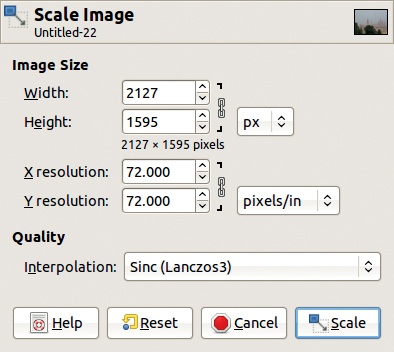 Scale Image
Untitled-22
Image Size
Width: 2127
Height: 1595 px
2127 × 1595 pixels
X resolution: 72.000
Y resolution: 72.000 pixels/in
Quality
Interpolation: Sinc (Lanczos3)
Help Reset Cancel Scale